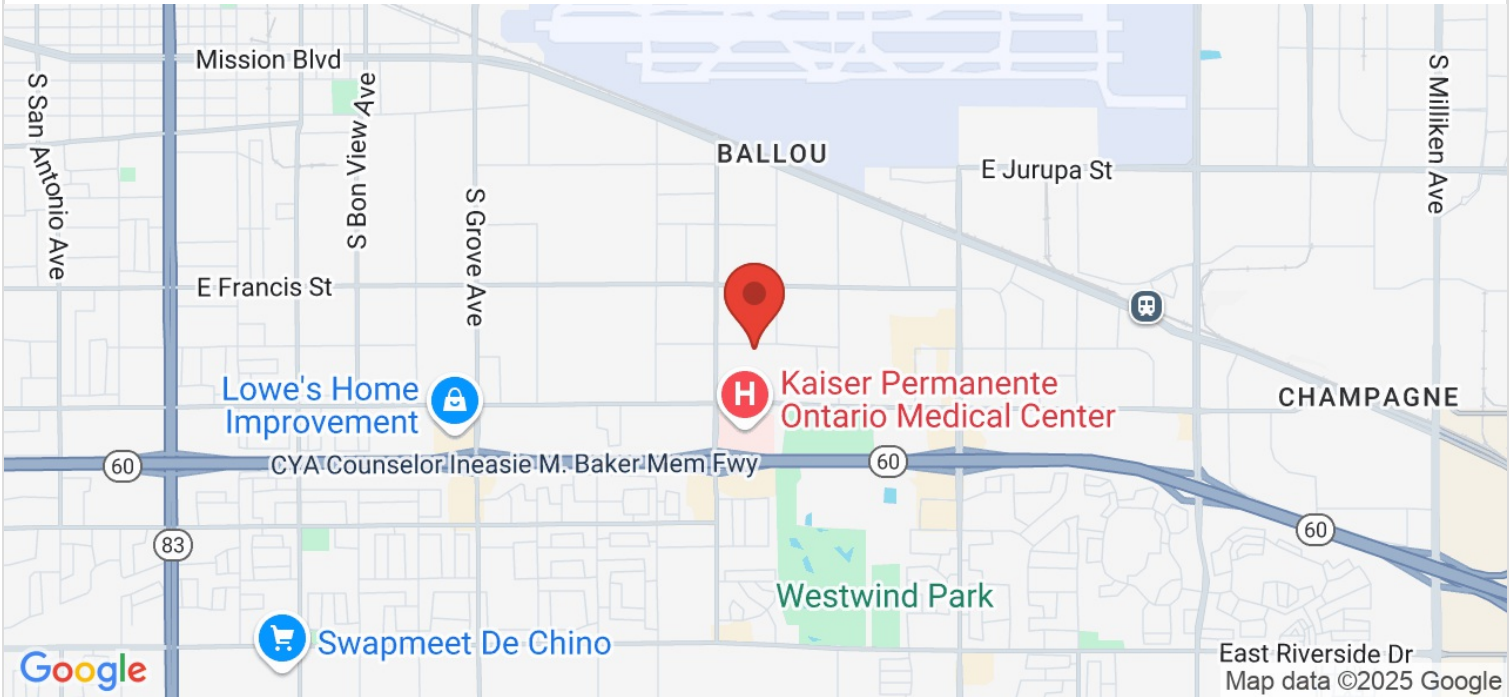 Mission Blvd
S San Antonio Ave
S Bon View Ave
S Milliken Ave
BALLOU
E Jurupa St
S Grove Ave
E Francis St
Lowe's Home
Improvement
H
Kaiser Permanente
Ontario Medical Center
CHAMPAGNE
60
CYA Counselor Ineasie M. Baker Mem Fwy
60
60
83
Westwind Park
Swapmeet De Chino
East Riverside Dr
Google
Map data ©2025 Google